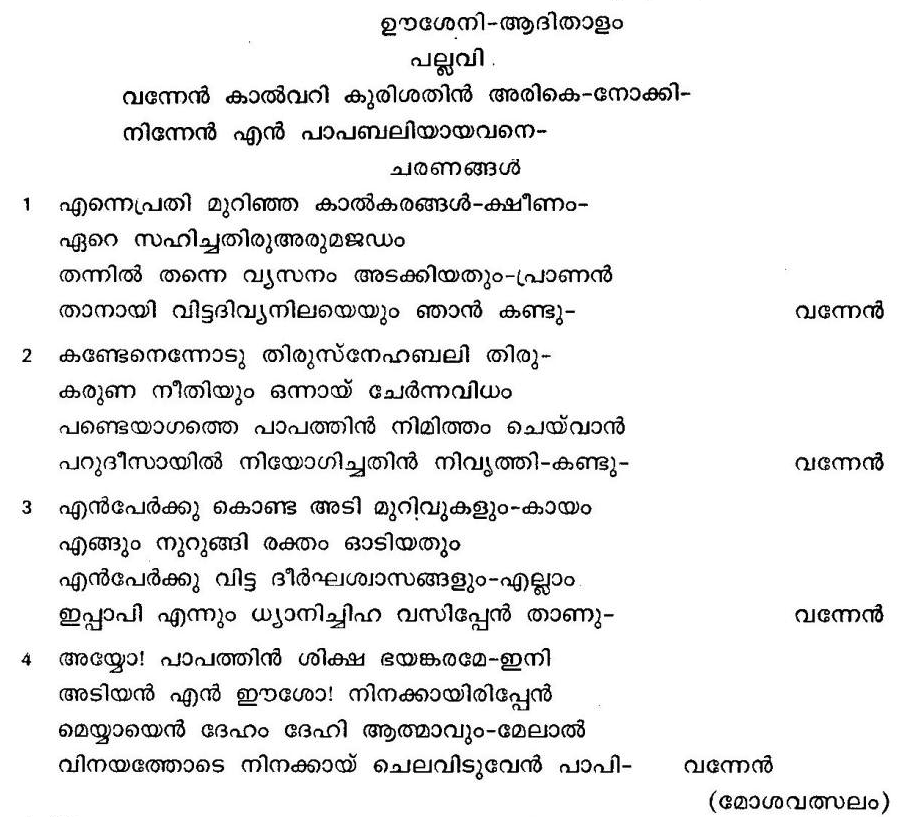 ഊശേനി-ആദിതാളം
പല്ലവി
വന്നേൻ കാൽവറി കുരിശതിൻ അരികെ-നോക്കി-
നിന്നേൻ എൻ പാപബലിയായവനെ-
ചരണങ്ങൾ
1 എന്നെപ്രതി മുറിഞ്ഞ കാൽകരങ്ങൾ-ക്ഷീണം-
ഏറെ സഹിച്ചതിരുഅരുമജഡം
തന്നിൽ തന്നെ വ്യസനം അടക്കിയതും-പ്രാണൻ
താനായി വിട്ടദിവ്യനിലയെയും ഞാൻ കണ്ടു- വന്നേൻ
2 കണ്ടേനെന്നോടു തിരുസ്നേഹബലി തിരു-
കരുണ നീതിയും ഒന്നായ് ചേർന്നവിധം
പണ്ടെയാഗത്തെ പാപത്തിൻ നിമിത്തം ചെയ്‌വാൻ
പറുദീസായിൽ നിയോഗിച്ചതിൻ നിവൃത്തി-കണ്ടു- വന്നേൻ
3 എൻപേർക്കു കൊണ്ട അടി മുറിവുകളും-കായം
എങ്ങും നുറുങ്ങി രക്തം ഓടിയതും
എൻപേർക്കു വിട്ട ദീർഘശ്വാസങ്ങളും-എല്ലാം
ഇപ്പാപി എന്നും ധ്യാനിച്ചിഹ വസിപ്പേൻ താണു- വന്നേൻ
4 അയ്യോ! പാപത്തിൻ ശിക്ഷ ഭയങ്കരമേ-ഇനി
അടിയൻ എൻ ഈശോ! നിനക്കായിരിപ്പേൻ
മെയ്യായെൻ ദേഹം ദേഹി ആത്മാവും-മേലാൽ
വിനയത്തോടെ നിനക്കായ് ചെലവിടുവേൻ പാപി- വന്നേൻ
(മോശവത്സലം)